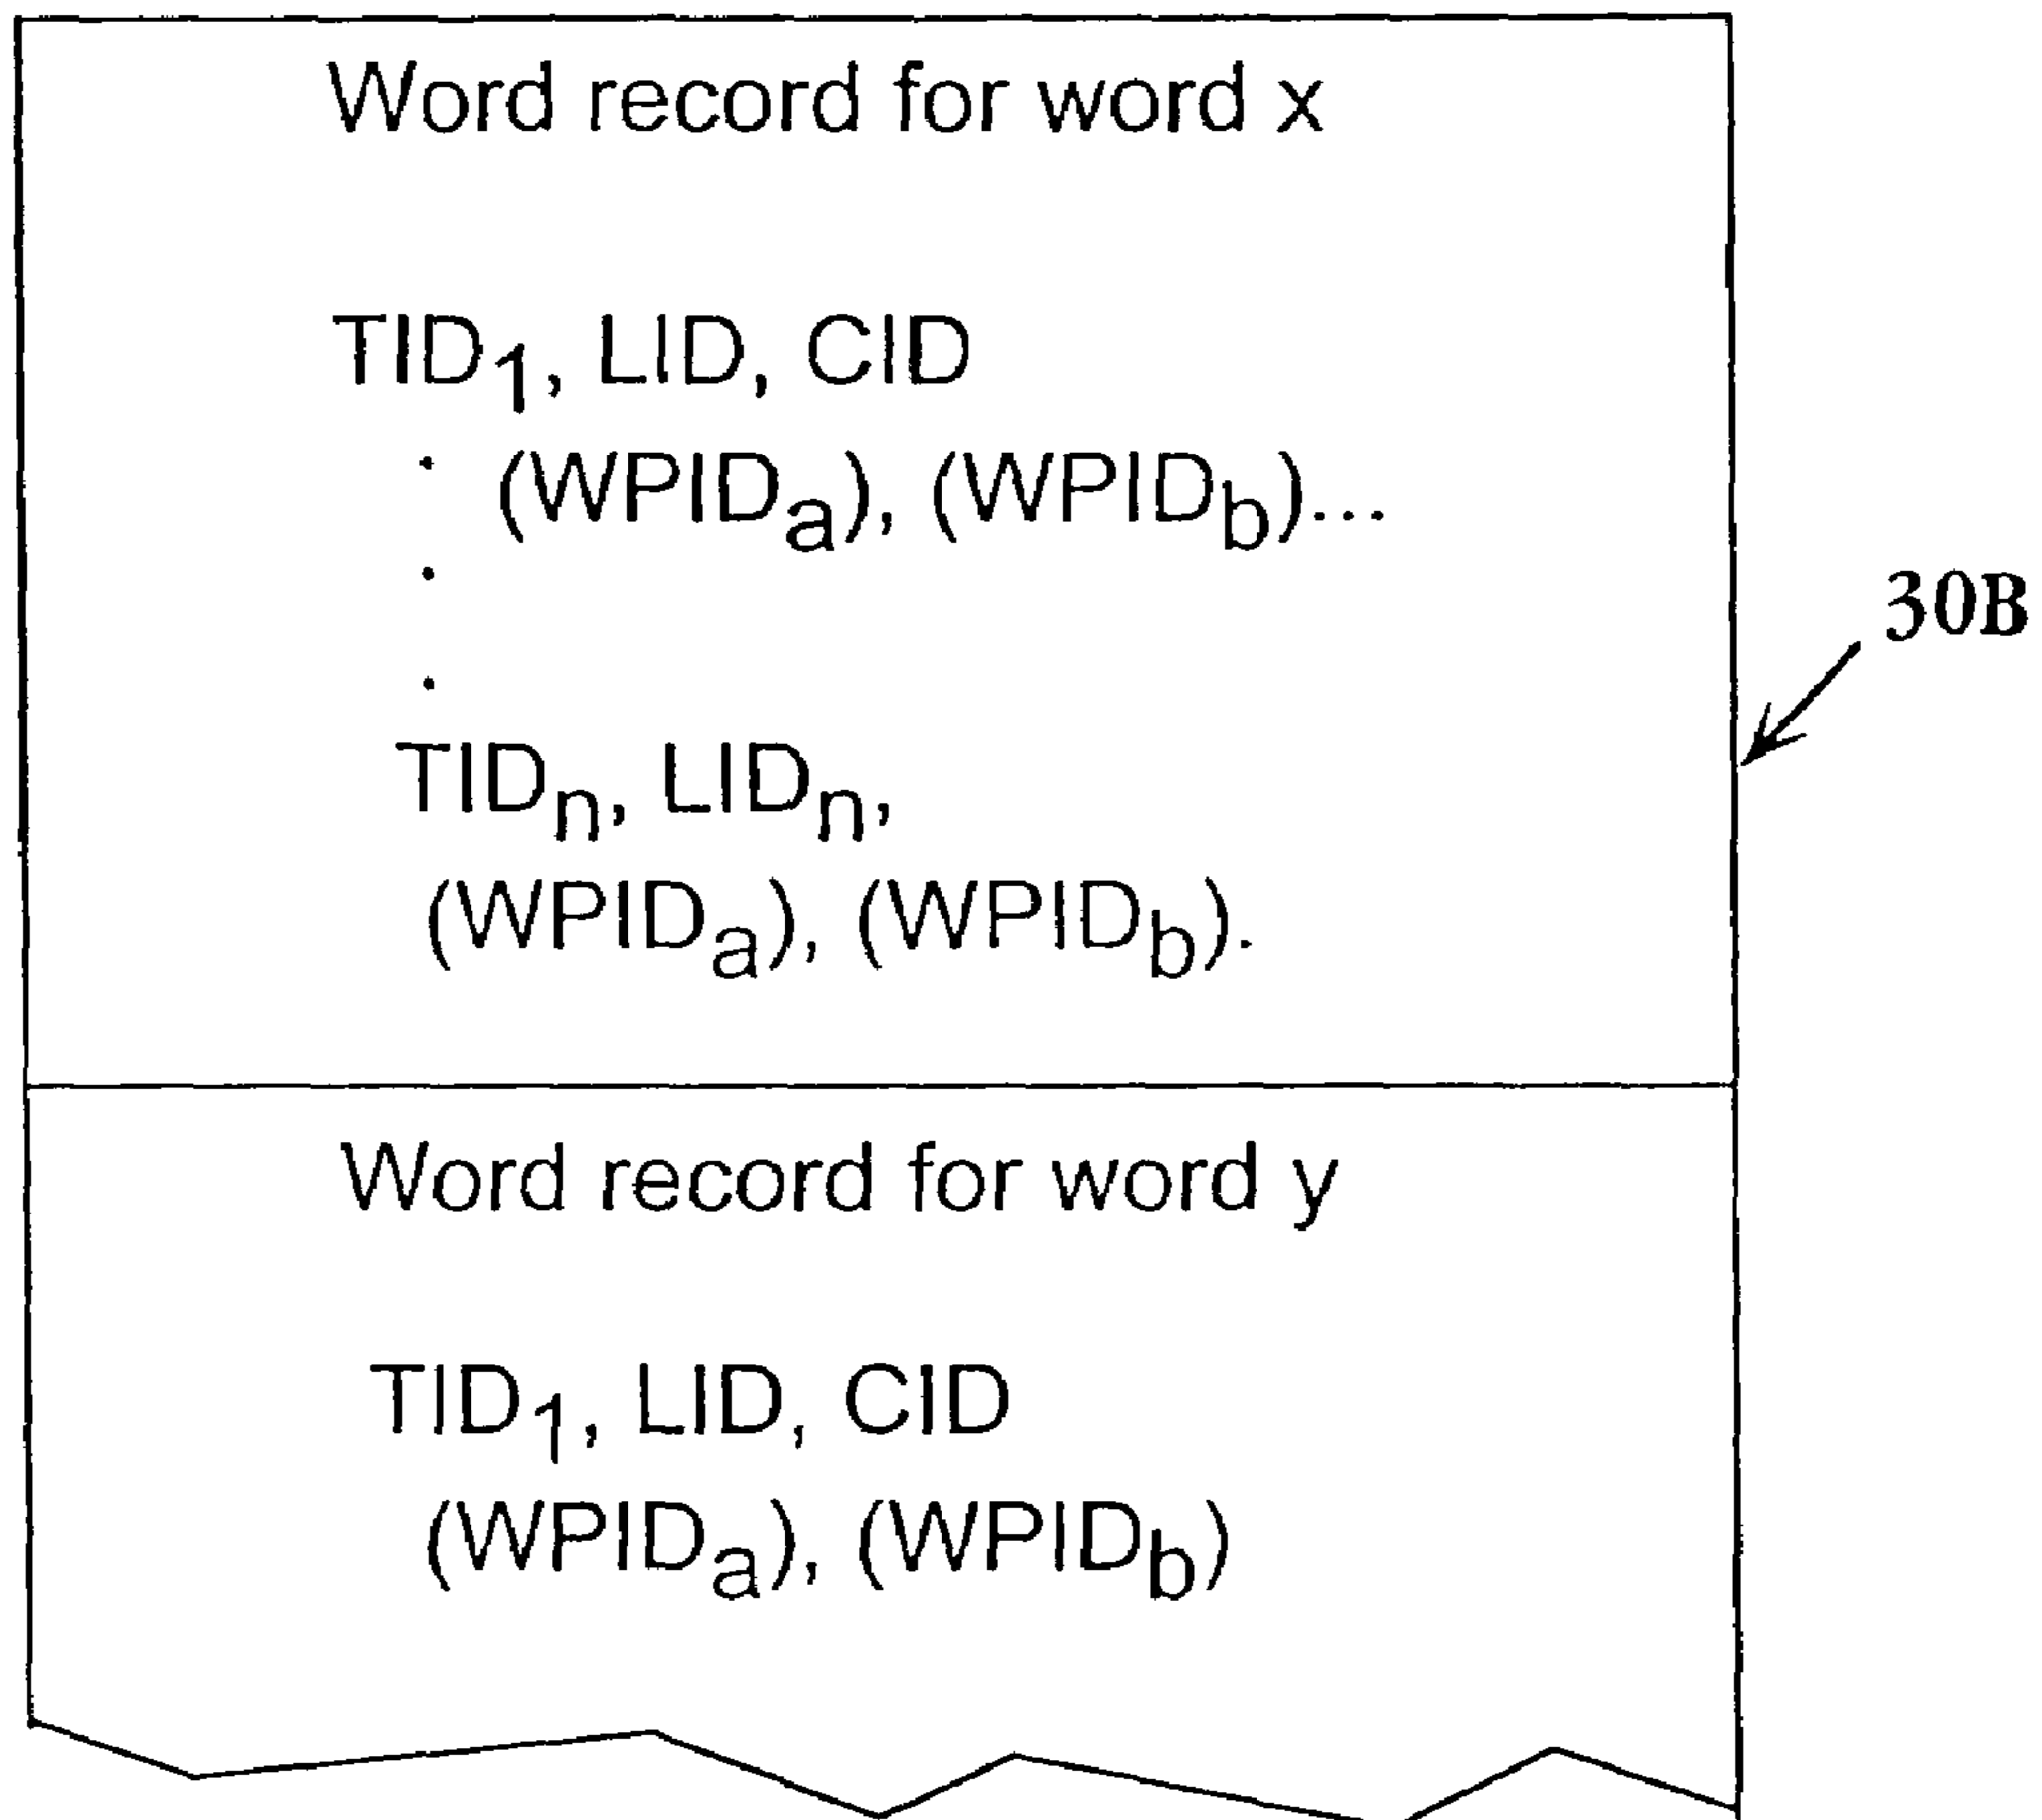 Word record for word x
TID1, LID, CID
(WPIDa), (WPIDb)...
30B
TIDn, LIDn,
(WPIDa), (WPIDb).
Word record for word y
TID1, LID, CID
(WPIDa), (WPIDb)